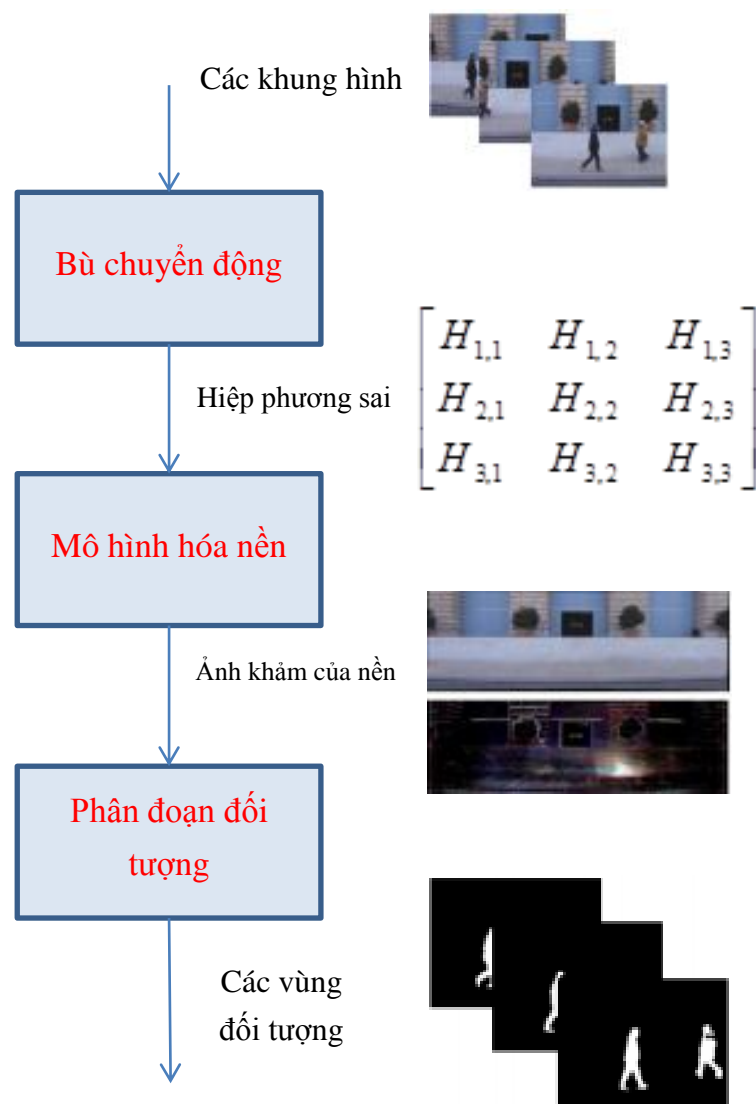 Các khung hình
Bù chuyển động
Hiệp phương sai
H1,1 H1,2 H1,3
H2,1 H2,2 H2,3
H3,1 H3,2 H3,3
Mô hình hóa nền
Ảnh khảm của nền
Phân đoạn đối
tượng
Các vùng
đối tượng